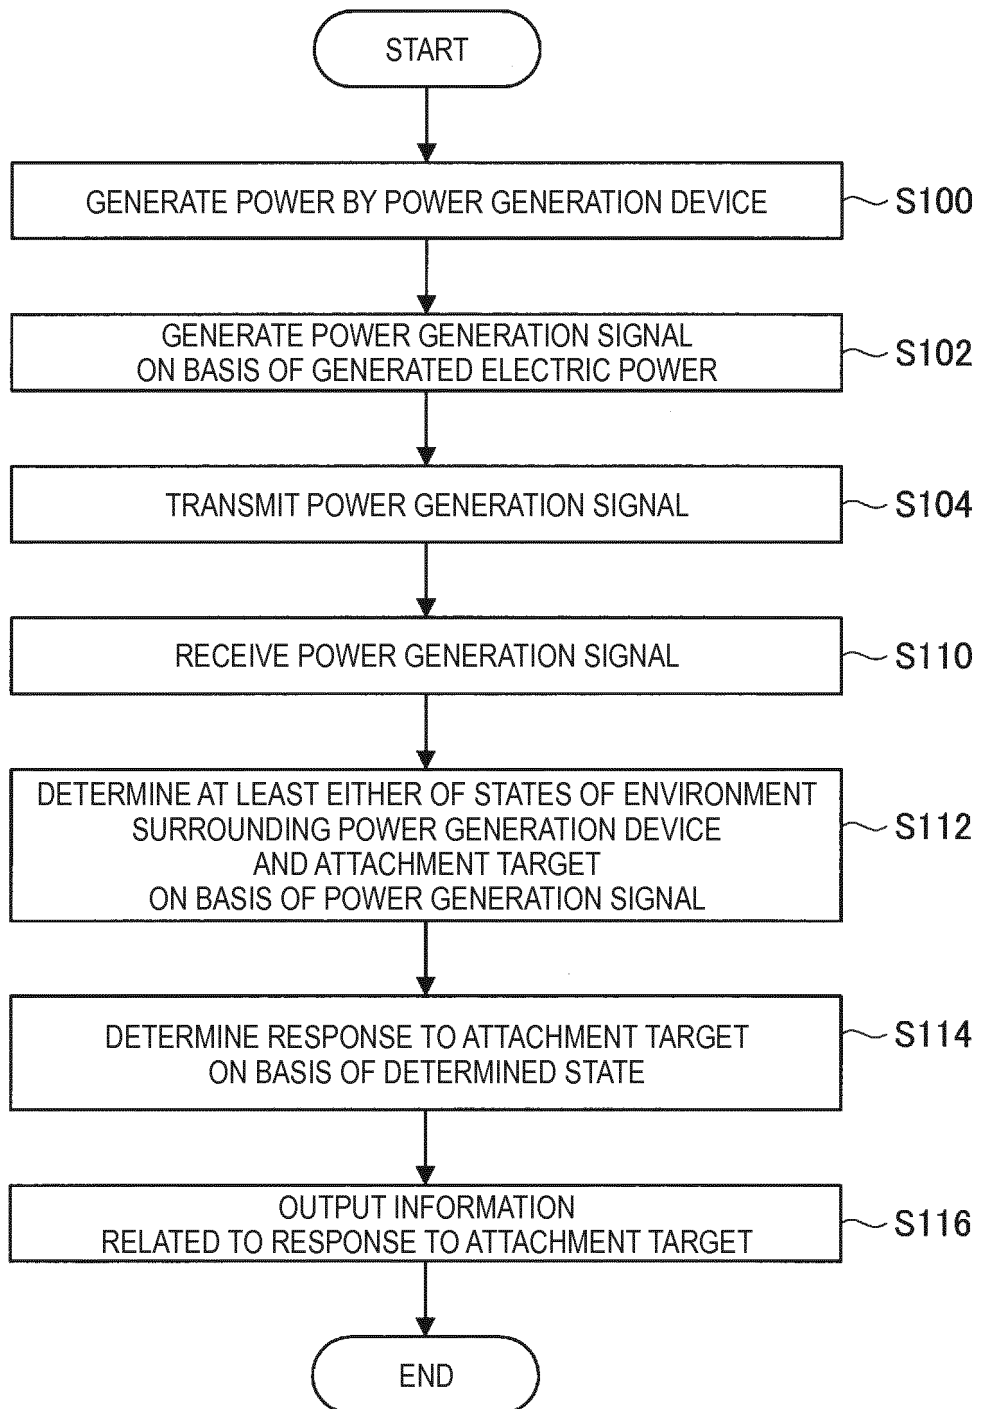 START
GENERATE POWER BY POWER GENERATION DEVICE
S100
GENERATE POWER GENERATION SIGNAL
ON BASIS OF GENERATED ELECTRIC POWER
S102
TRANSMIT POWER GENERATION SIGNAL
S104
RECEIVE POWER GENERATION SIGNAL
S110
DETERMINE AT LEAST EITHER OF STATES OF ENVIRONMENT
SURROUNDING POWER GENERATION DEVICE
AND ATTACHMENT TARGET
ON BASIS OF POWER GENERATION SIGNAL
S112
DETERMINE RESPONSE TO ATTACHMENT TARGET
ON BASIS OF DETERMINED STATE
S114
OUTPUT INFORMATION
RELATED TO RESPONSE TO ATTACHMENT TARGET
S116
END